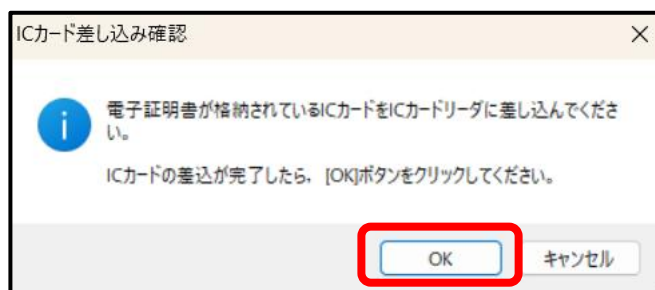 ICカード差し込み確認
電子証明書が格納されているICカードをICカードリーダに差し込んでくださ
い。
ICカードの差込が完了したら、[OK]ボタンをクリックしてください。
OK
キャンセル